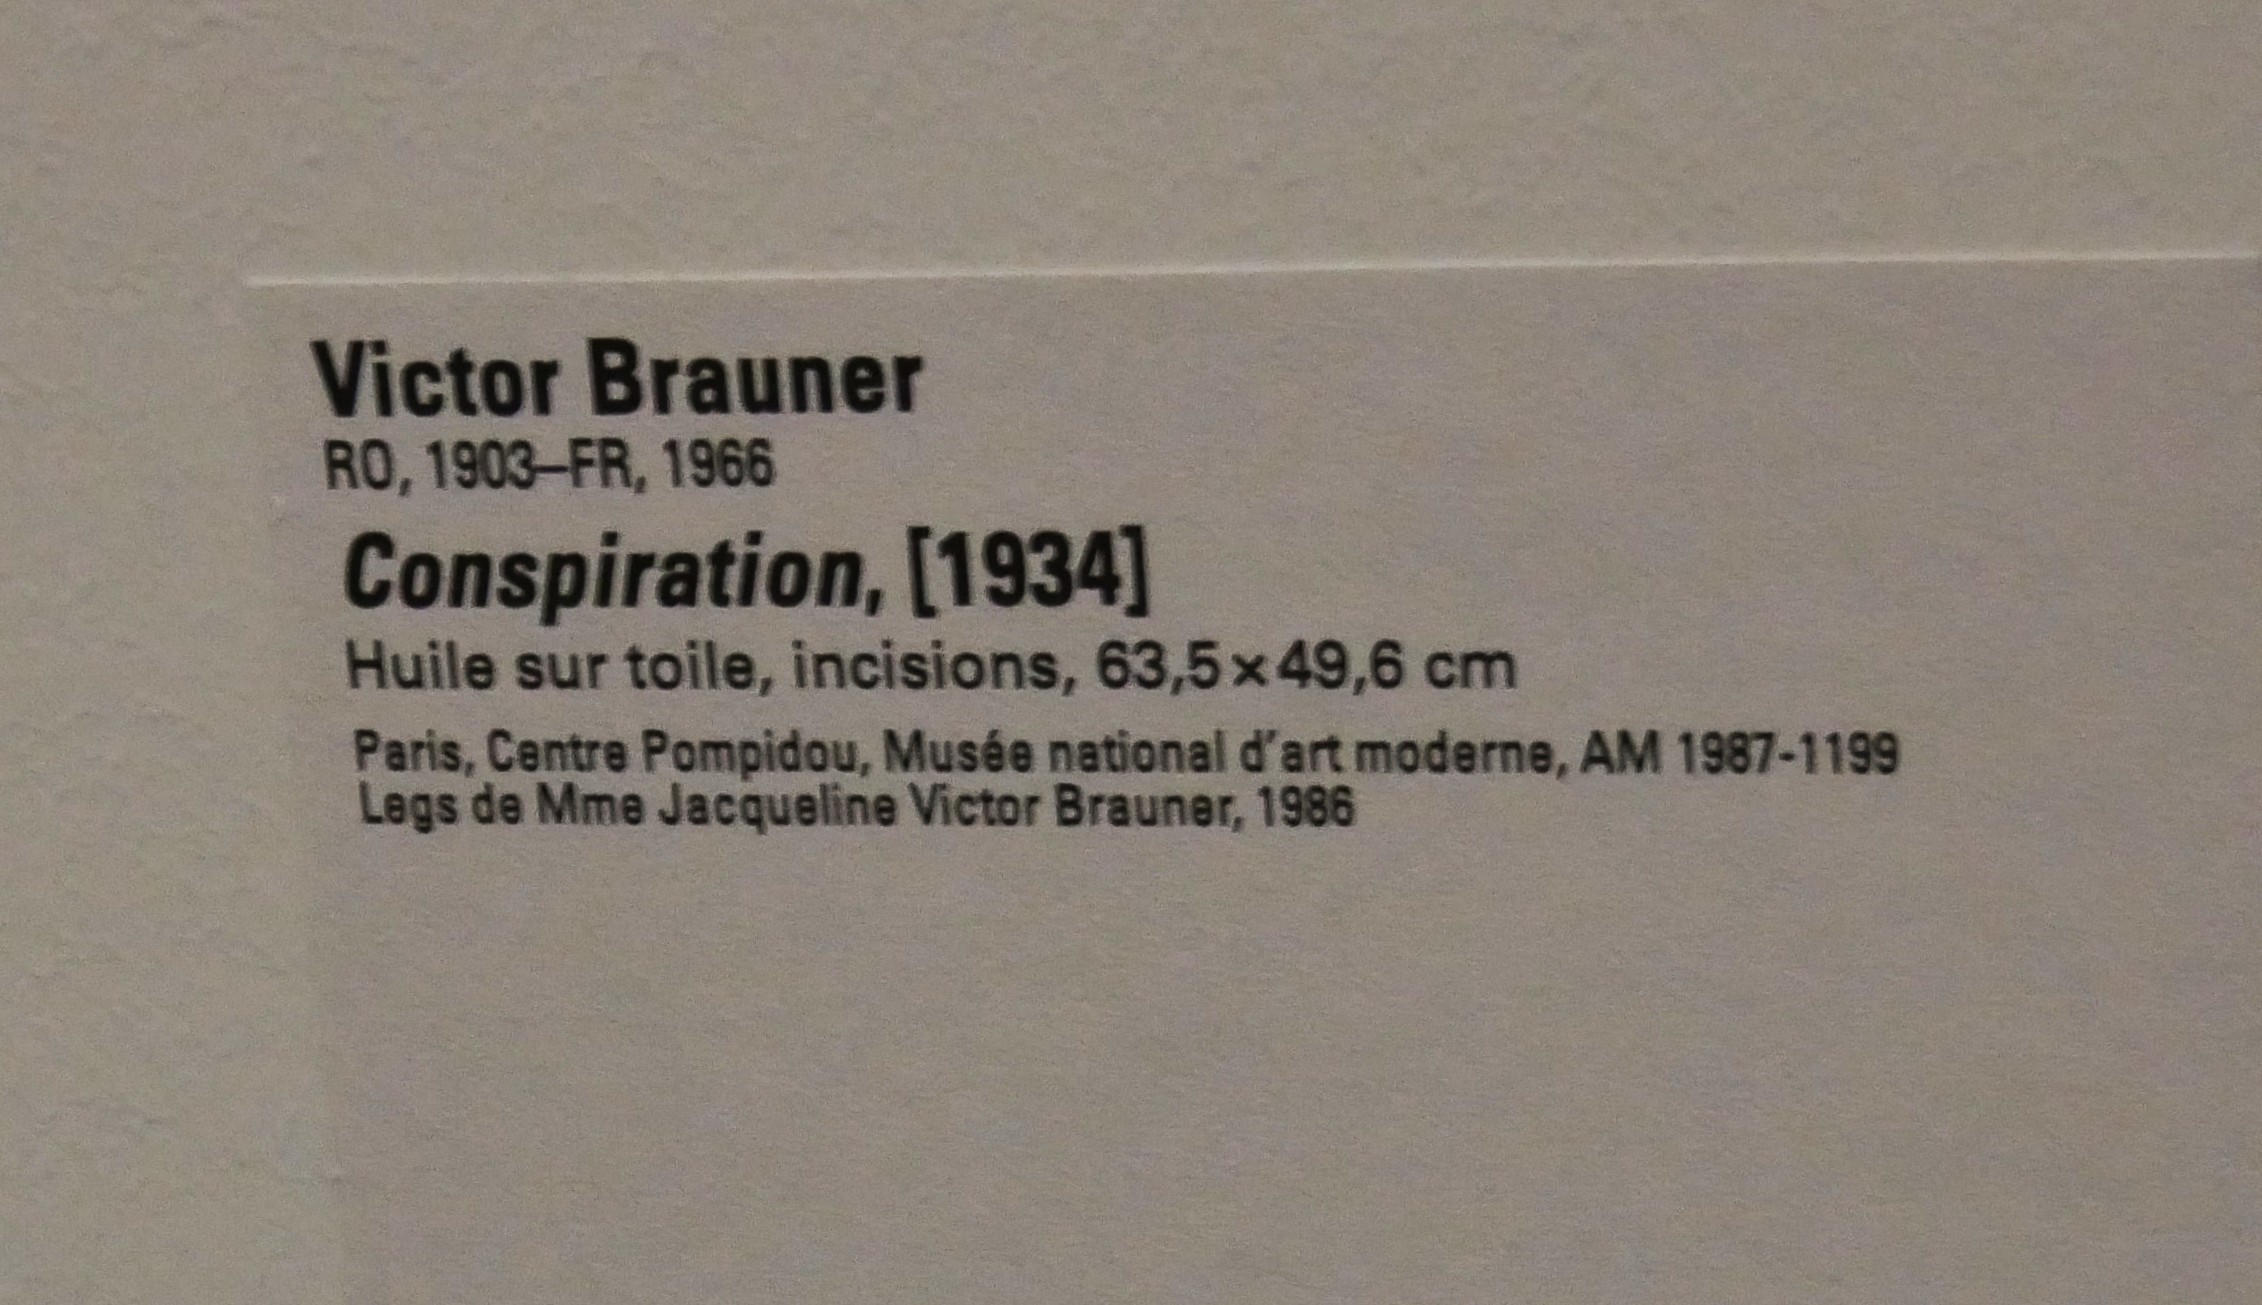 Victor Brauner
RO, 1903–FR, 1966
Conspiration, [1934]
Huile sur toile, incisions, 63,5×49,6 cm
Paris, Centre Pompidou, Musée national d'art moderne, AM 1987-1199
Legs de Mme Jacqueline Victor Brauner, 1986